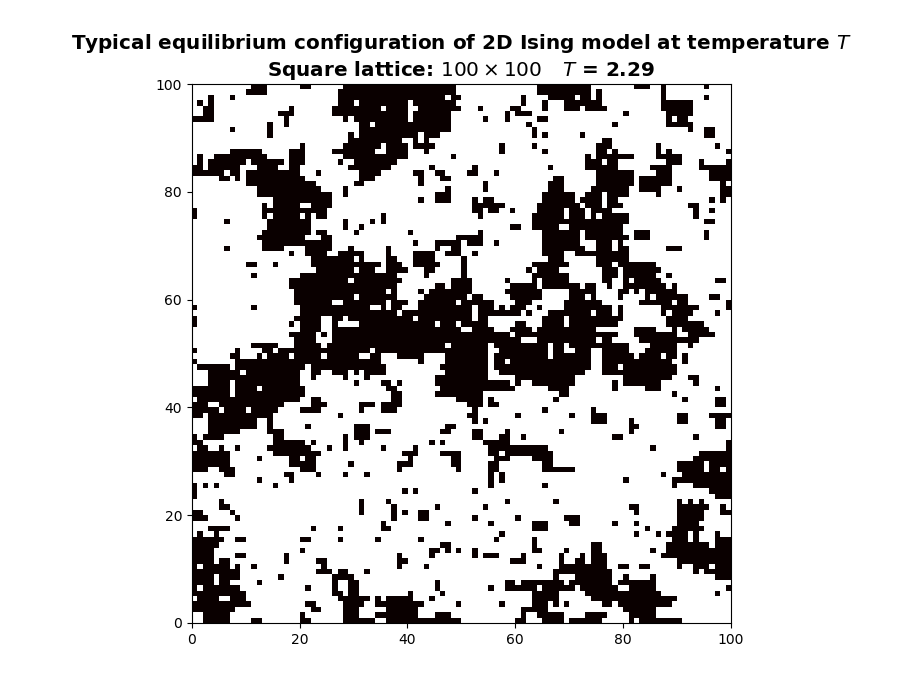 Typical equilibrium configuration of 2D Ising model at temperature T
Square lattice: 100 × 100 T = 2.29
100
80
60
40
20
0
0 20 40 60 80 100